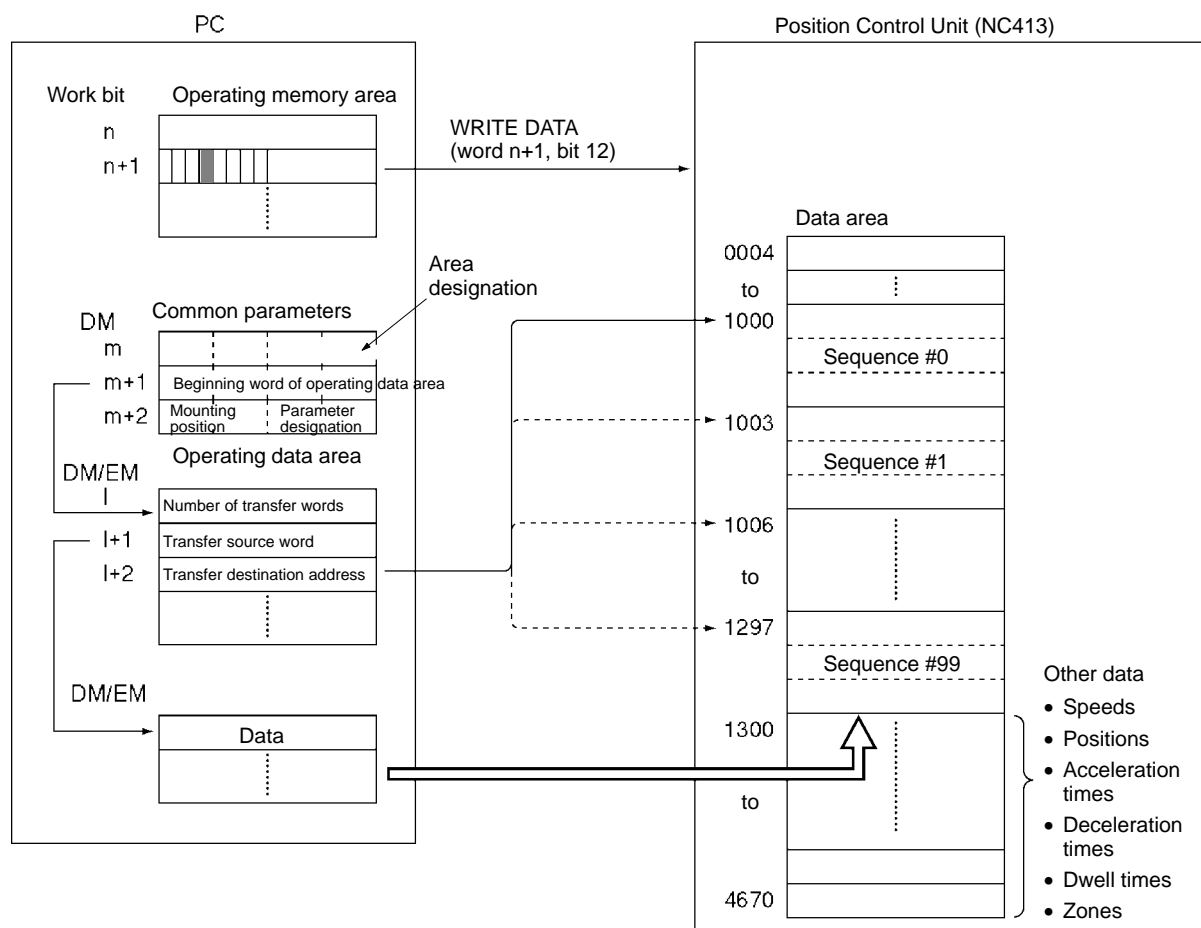 PC
Position Control Unit (NC413)
Work bit
Operating memory area
n
n+1
WRITE DATA
(word n+1, bit 12)
Area
designation
Common parameters
DM
m
m+1
Beginning word of operating data area
m+2
Mounting
position
Parameter
designation
Operating data area
DM/EM
l
Number of transfer words
l+1
Transfer source word
l+2
Transfer destination address
DM/EM
Data
Data area
0004
to
1000
Sequence #0
1003
Sequence #1
1006
to
1297
Sequence #99
1300
to
4670
Other data
• Speeds
• Positions
• Acceleration
times
• Deceleration
times
• Dwell times
• Zones